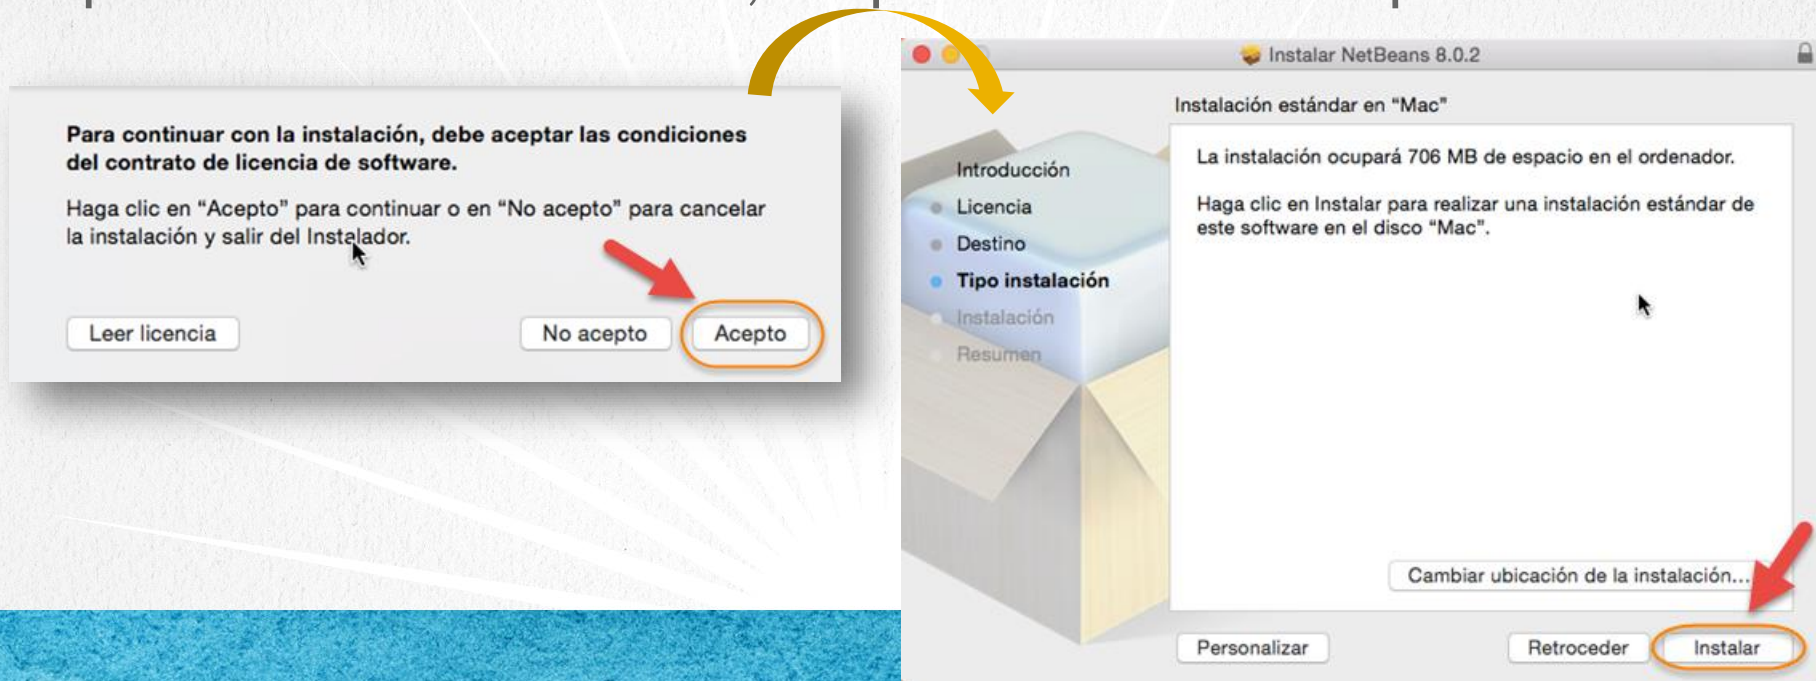 Para continuar con la instalación, debe aceptar las condiciones
del contrato de licencia de software.
Haga clic en “Acepto” para continuar o en “No acepto” para cancelar
la instalación y salir del Instalador.
Leer licencia
No acepto
Acepto
Instalar NetBeans 8.0.2
Instalación estándar en “Mac”
Introducción
Licencia
Destino
Tipo instalación
Instalación
Resumen
La instalación ocupará 706 MB de espacio en el ordenador.
Haga clic en Instalar para realizar una instalación estándar de
este software en el disco “Mac”.
Cambiar ubicación de la instalación...
Personalizar
Retroceder
Instalar